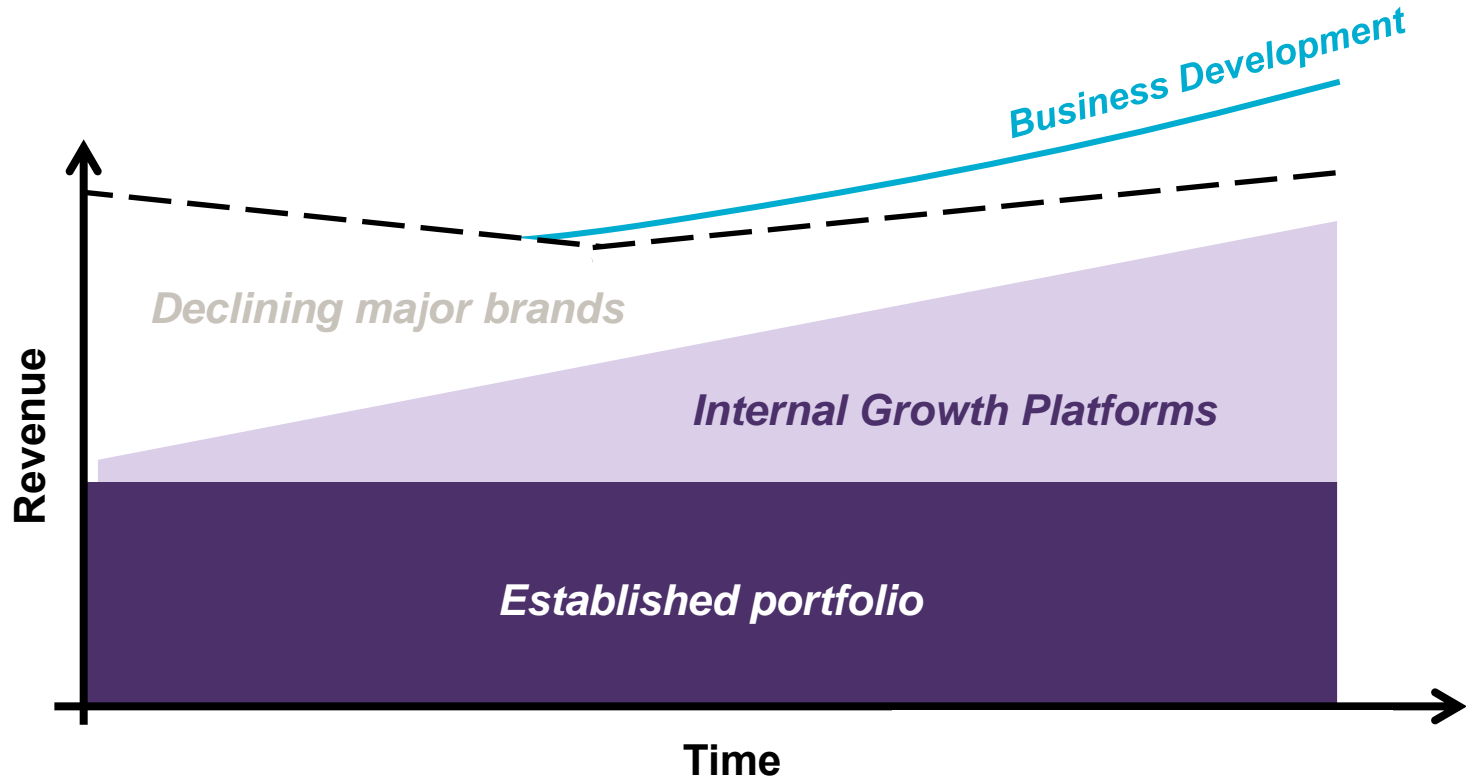 Business Development
Declining major brands
Internal Growth Platforms
Revenue
Established portfolio
Time